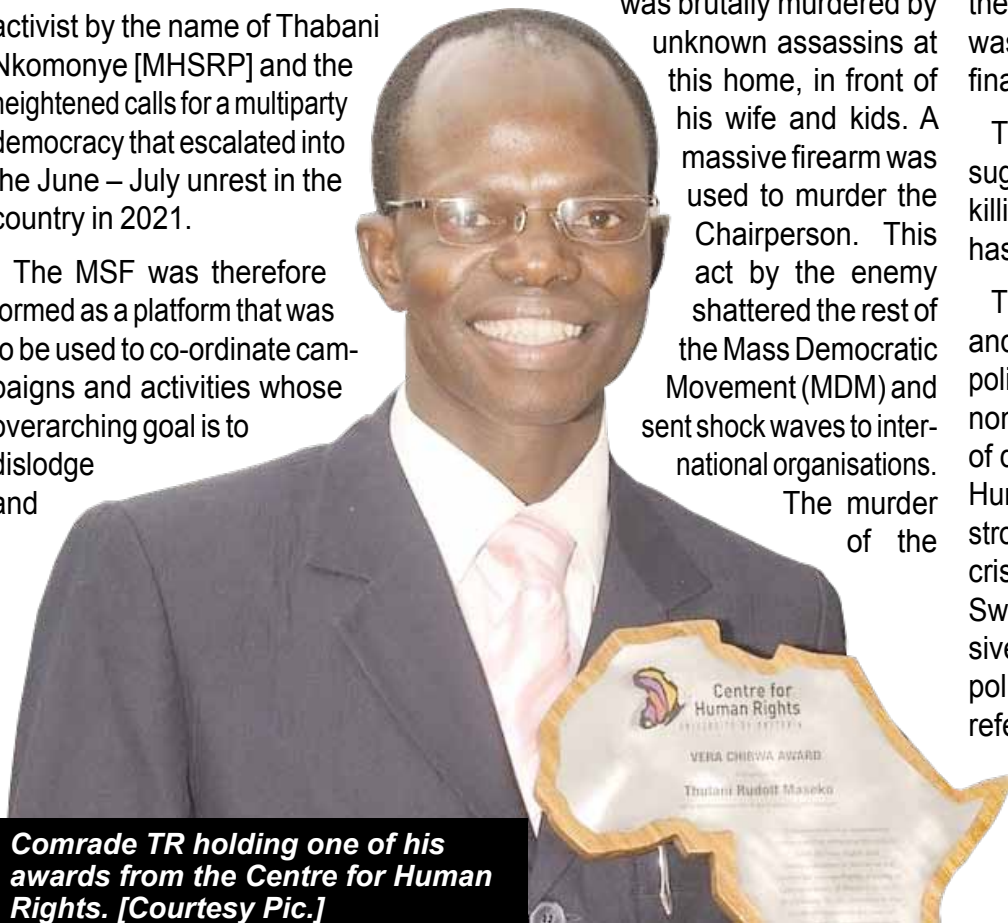 activist by the name of Thabani
Nkomonye [MHSRP] and the
heightened calls for a multiparty
democracy that escalated into
the June – July unrest in the
country in 2021.
The MSF was therefore
formed as a platform that was
to be used to co-ordinate cam-
paigns and activities whose
overarching goal is to
dislodge
and
was brutally murdered by
unknown assassins at
this home, in front of
his wife and kids. A
massive firearm was
used to murder the
Chairperson. This
act by the enemy
shattered the rest of
the Mass Democratic
Movement (MDM) and
sent shock waves to inter-
national organisations.
The murder
of the
the
was
fina
T
sug
killi
has
T
and
poli
nor
of
Hu
stro
cris
Sw
sive
pol
refe
Centre for
Human Rights
UNIVERSITY OF PRETORIA
VERA CHIRWA AWARD
Thulani Rudolf Maseko
Comrade TR holding one of his
awards from the Centre for Human
Rights. [Courtesy Pic.]